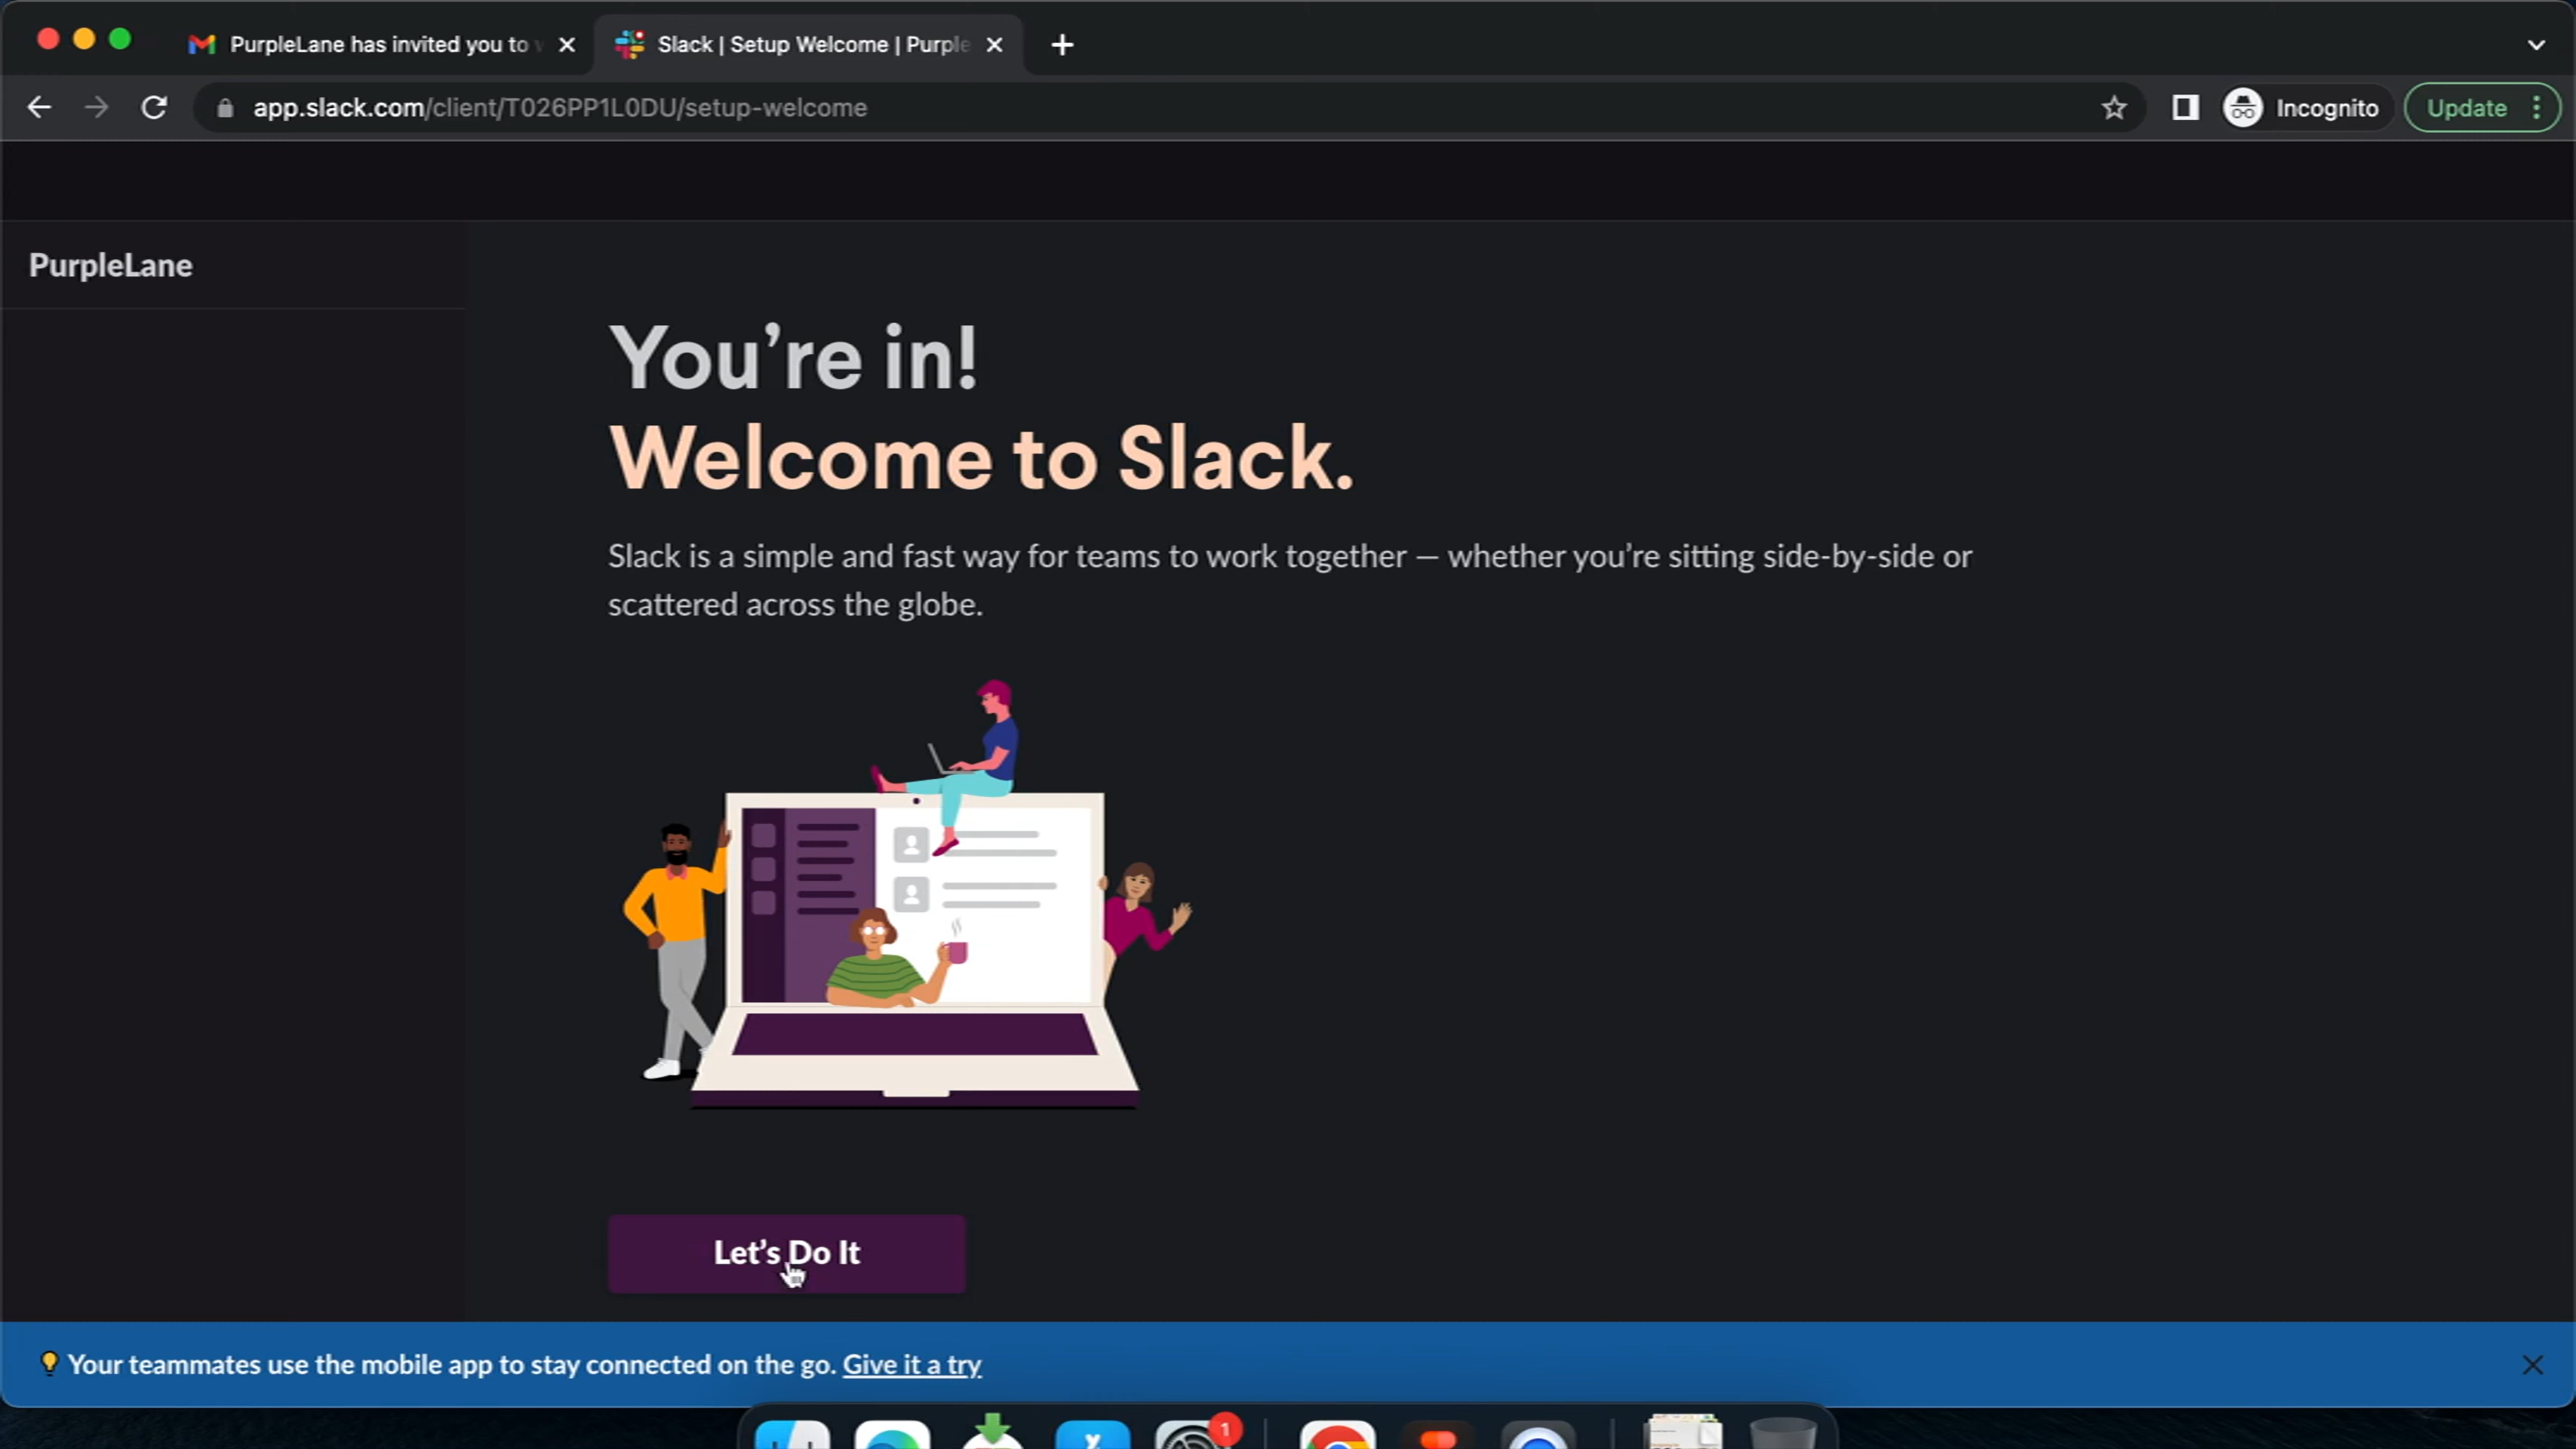 PurpleLane has invited you to
Slack | Setup Welcome | Purple
app.slack.com/client/T026PP1L0DU/setup-welcome
Incognito
Update
PurpleLane
You’re in!
Welcome to Slack.
Slack is a simple and fast way for teams to work together — whether you’re sitting side-by-side or
scattered across the globe.
Let’s Do It
Your teammates use the mobile app to stay connected on the go. Give it a try
1